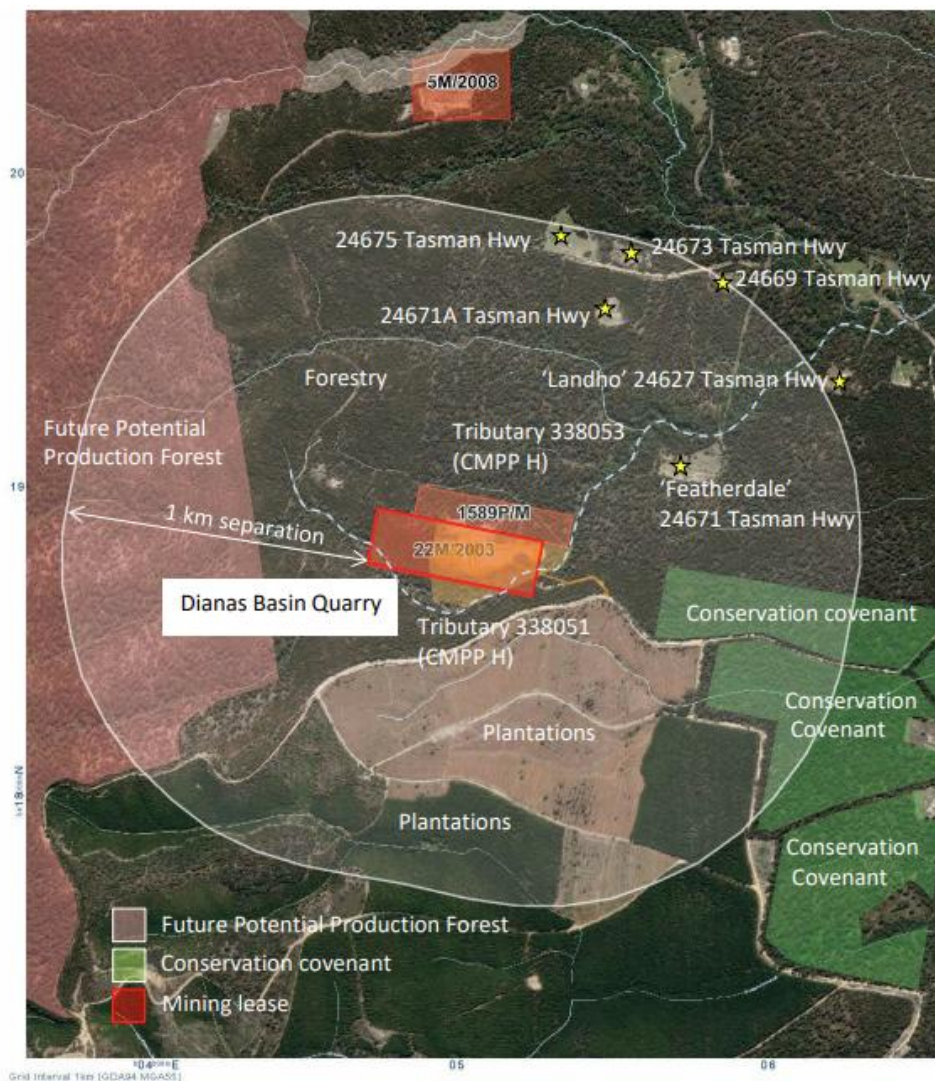 5M/2008
20
24675 Tasman Hwy
24673 Tasman Hwy
24669 Tasman Hwy
24671A Tasman Hwy
Forestry
'Landho' 24627 Tasman Hwy
Future Potential
Production Forest
Tributary 338053
(CMPP H)
19
'Featherdale'
24671 Tasman Hwy
1 km separation
1589P/M
22M/2003
Dianas Basin Quarry
Conservation covenant
Tributary 338051
(CMPP H)
Conservation
Covenant
Plantations
Plantations
Conservation
Covenant
Future Potential Production Forest
Conservation covenant
Mining lease
05
06
Grid Interval 1km (GDA94 MGA55)